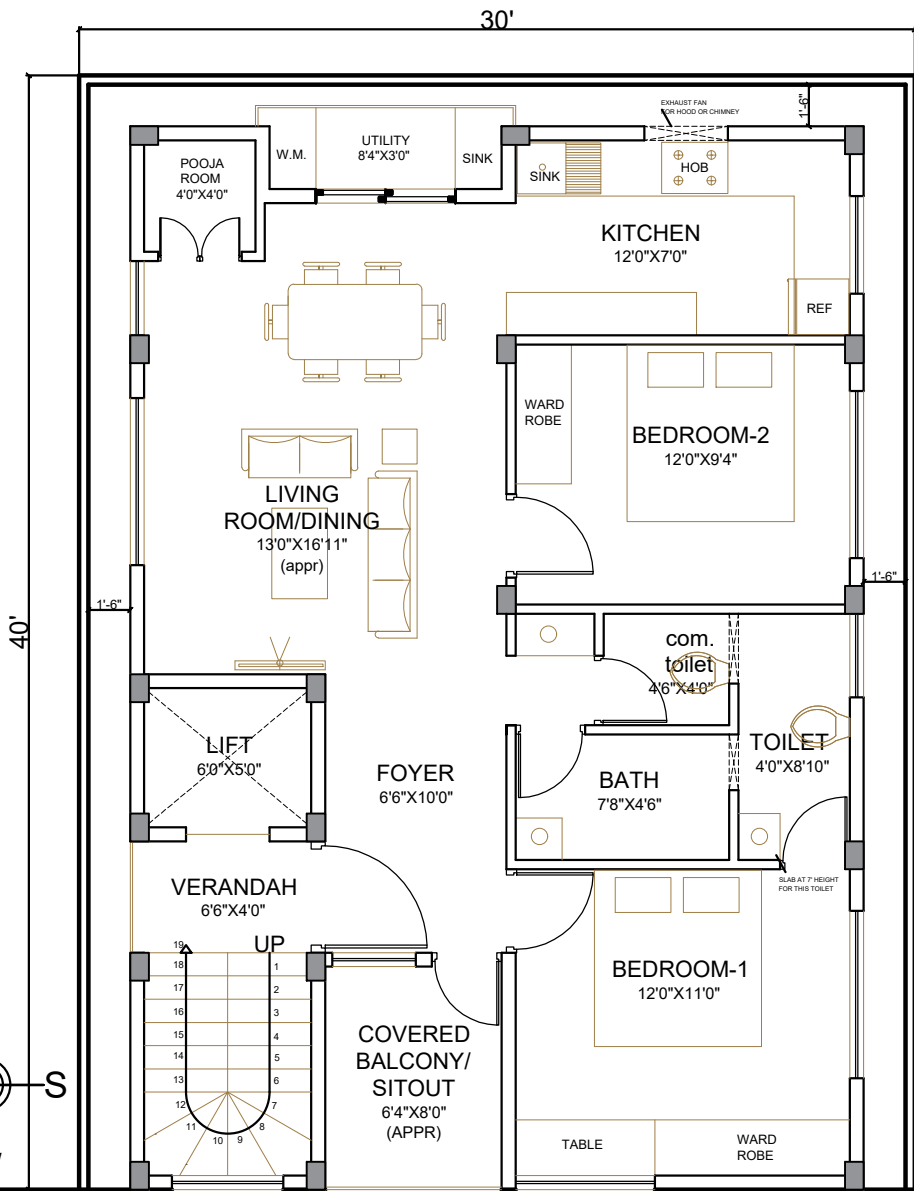 30'
40'
1'-6"
EXHAUST FAN
FOR HOOD OR CHIMNEY
POOJA
ROOM
4'0"X4'0"
W.M.
UTILITY
8'4"X3'0"
SINK
SINK
HOB
KITCHEN
12'0"X7'0"
REF
WARD
ROBE
BEDROOM-2
12'0"X9'4"
LIVING
ROOM/DINING
13'0"X16'11"
(appr)
1'-6"
1'-6"
com.
toilet
4'6"X4'0"
LIFT
6'0"X5'0"
FOYER
6'6"X10'0"
BATH
7'8"X4'6"
TOILET
4'0"X8'10"
SLAB AT 7' HEIGHT
FOR THIS TOILET
VERANDAH
6'6"X4'0"
UP
19
18
17
16
15
14
13
12
11
10
9
8
7
6
5
4
3
2
1
BEDROOM-1
12'0"X11'0"
COVERED
BALCONY/
SITOUT
6'4"X8'0"
(APPR)
S
TABLE
WARD
ROBE